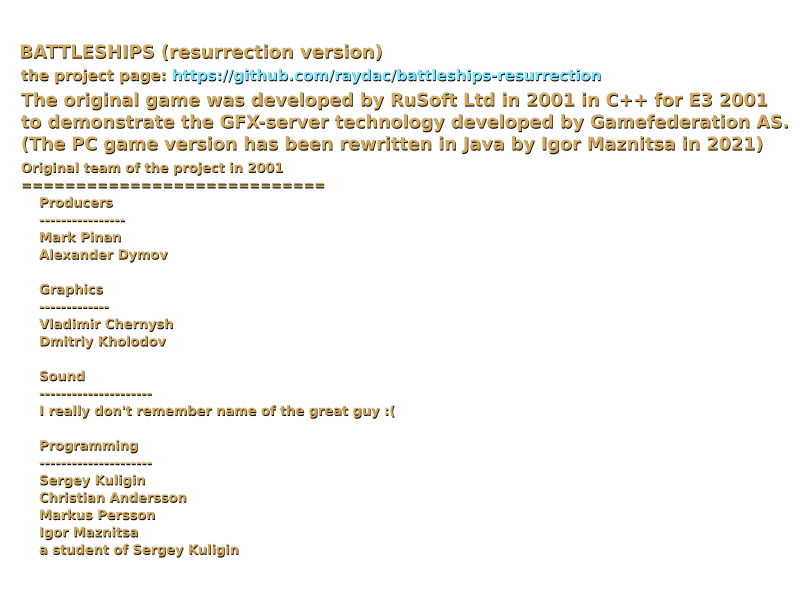 BATTLESHIPS (resurrection version)
the project page: https://github.com/raydac/battleships-resurrection
The original game was developed by RuSoft Ltd in 2001 in C++ for E3 2001
to demonstrate the GFX-server technology developed by Gamefederation AS.
(The PC game version has been rewritten in Java by Igor Maznitsa in 2021)
Original team of the project in 2001
============================
Producers
----------------
Mark Pinan
Alexander Dymov
Graphics
-------------
Vladimir Chernysh
Dmitriy Kholodov
Sound
---------------------
I really don't remember name of the great guy :(
Programming
---------------------
Sergey Kuligin
Christian Andersson
Markus Persson
Igor Maznitsa
a student of Sergey Kuligin